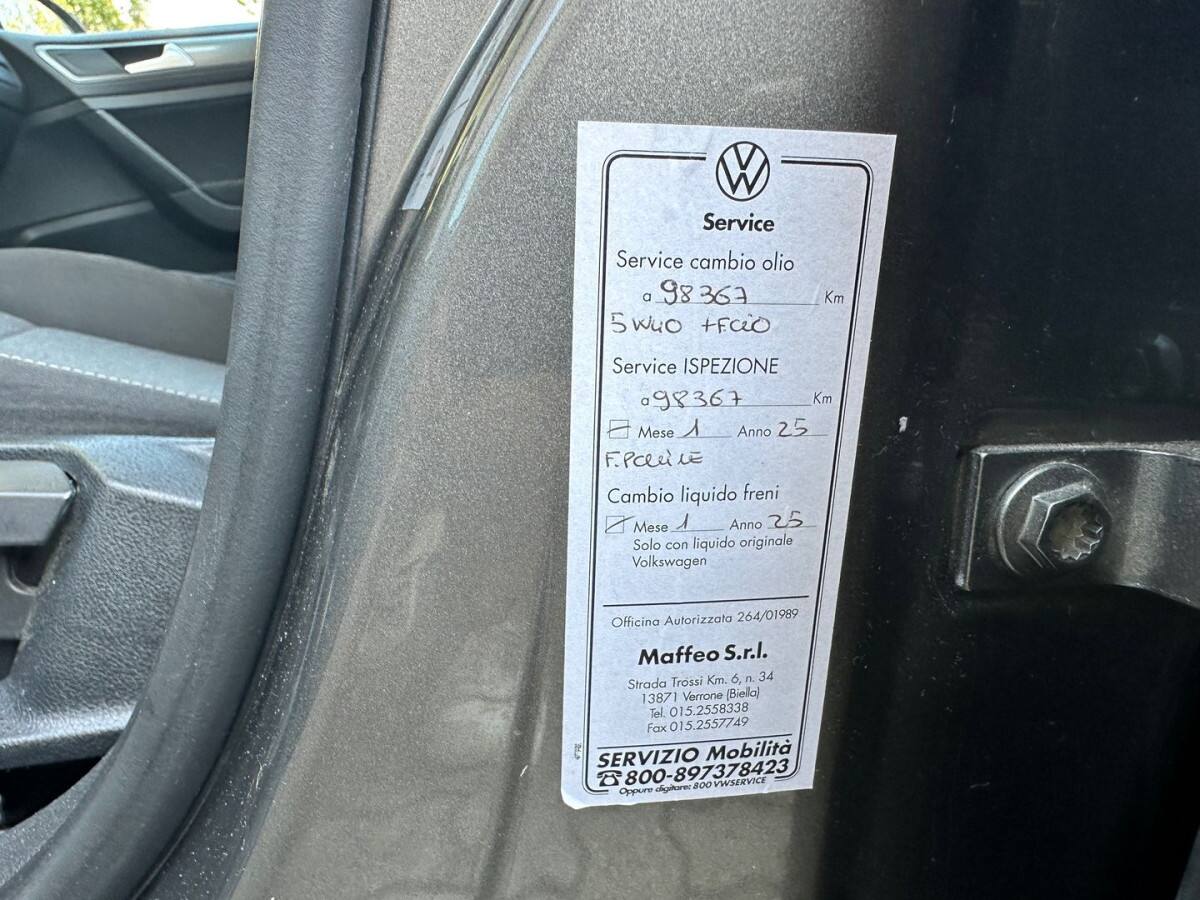 Service
Service cambio olio
a 98367 Km
5W40 + FOLIO
Service ISPEZIONE
a 98367 Km
Mese 1 Anno 25
Cambio liquido freni
Mese 1 Anno 25
Solo con liquido originale
Volkswagen
Officina Autorizzata 264/01989
Maffeo S.r.l.
Strada Trossi Km. 6, n. 34
13871 Verrone (Biella)
Tel. 015.2558338
Fax 015.2557749
SERVIZIO Mobilità
☎ 800-897378423
Oppure digitare: 800 VWSERVICE